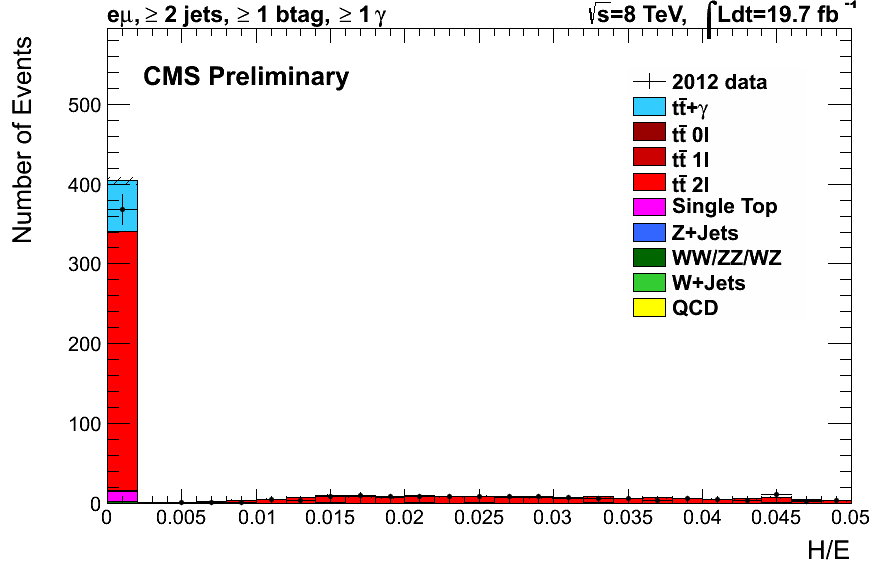 eμ, ≥ 2 jets, ≥ 1 btag, ≥ 1 γ √s=8 TeV, ∫Ldt=19.7 fb⁻¹
CMS Preliminary
Number of Events
500
400
300
200
100
0
2012 data
tt̄+γ
tt̄ 0l
tt̄ 1l
tt̄ 2l
Single Top
Z+Jets
WW/ZZ/WZ
W+Jets
QCD
0 0.005 0.01 0.015 0.02 0.025 0.03 0.035 0.04 0.045 0.05
H/E